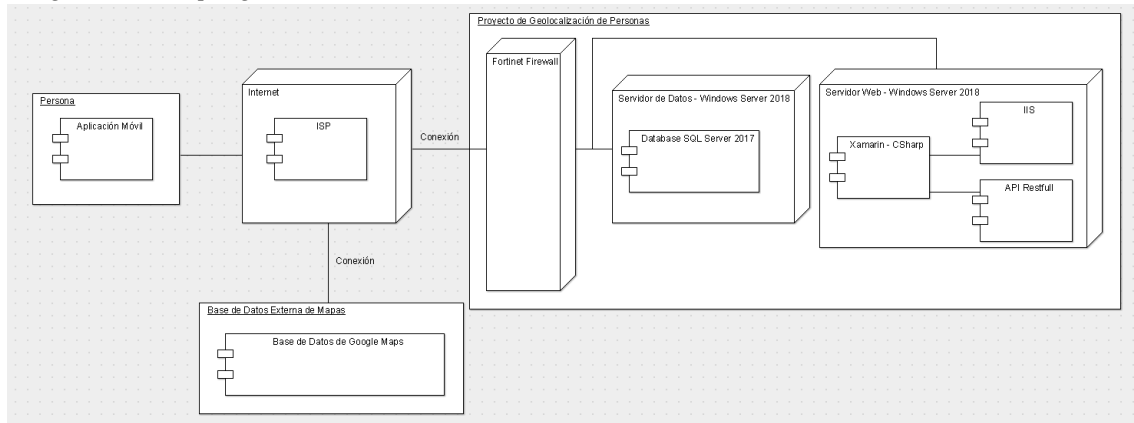 Proyecto de Geolocalización de Personas
Fortinet Firewall
Internet
Servidor de Datos - Windows Server 2018
Servidor Web - Windows Server 2018
Persona
Aplicación Móvil
ISP
Conexión
Database SQL Server 2017
IIS
Xamarin - CSharp
API Restfull
Conexión
Base de Datos Externa de Mapas
Base de Datos de Google Maps